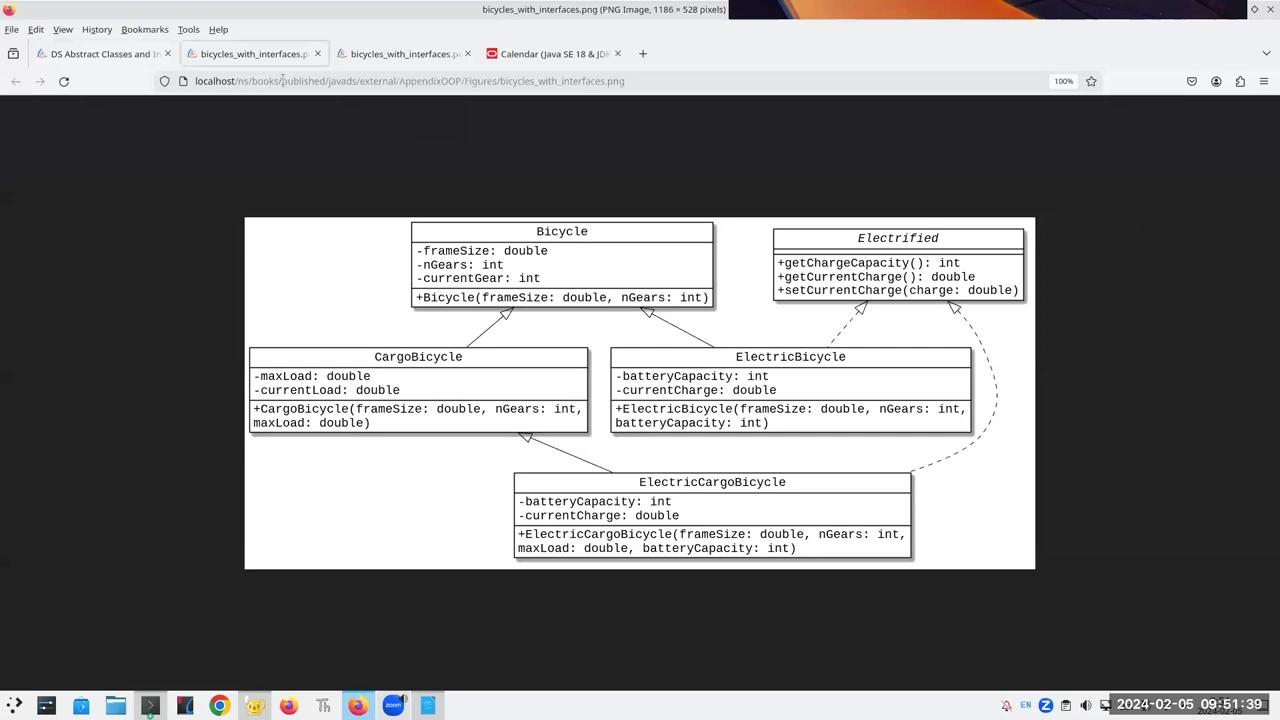 bicycles_with_interfaces.png (PNG Image, 1186 × 528 pixels)
File Edit View History Bookmarks Tools Help
DS Abstract Classes and In
bicycles_with_interfaces.p
bicycles_with_interfaces.p
Calendar (Java SE 18 & JDK
localhost/ns/books/published/javads/external/AppendixOOP/Figures/bicycles_with_interfaces.png
100%
Bicycle
-frameSize: double
-nGears: int
-currentGear: int
+Bicycle(frameSize: double, nGears: int)
Electrified
+getChargeCapacity(): int
+getCurrentCharge(): double
+setCurrentCharge(charge: double)
CargoBicycle
-maxLoad: double
-currentLoad: double
+CargoBicycle(frameSize: double, nGears: int,
maxLoad: double)
ElectricBicycle
-batteryCapacity: int
-currentCharge: double
+ElectricBicycle(frameSize: double, nGears: int,
batteryCapacity: int)
ElectricCargoBicycle
-batteryCapacity: int
-currentCharge: double
+ElectricCargoBicycle(frameSize: double, nGears: int,
maxLoad: double, batteryCapacity: int)
Th
zoom
EN
2024-02-05 09:51:39